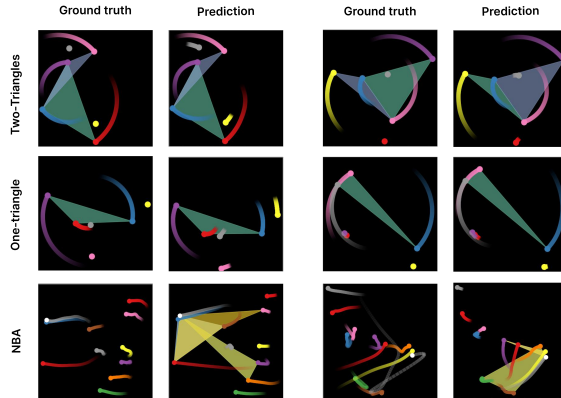 Ground truth
Prediction
Ground truth
Prediction
Two-Triangles
One-triangle
NBA